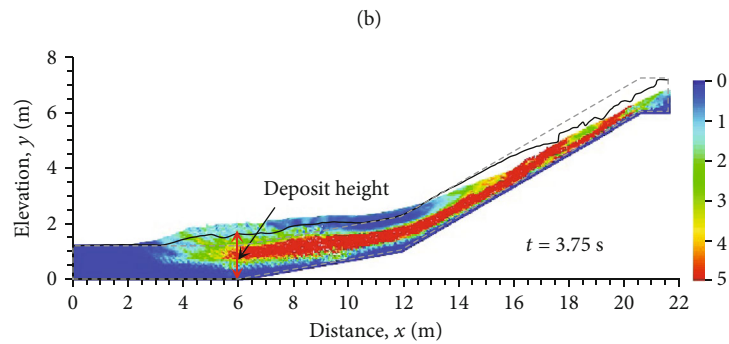 (b)
8
6
4
2
0
Elevation, y (m)
Deposit height
t = 3.75 s
0 2 4 6 8 10 12 14 16 18 20 22
Distance, x (m)
0
1
2
3
4
5